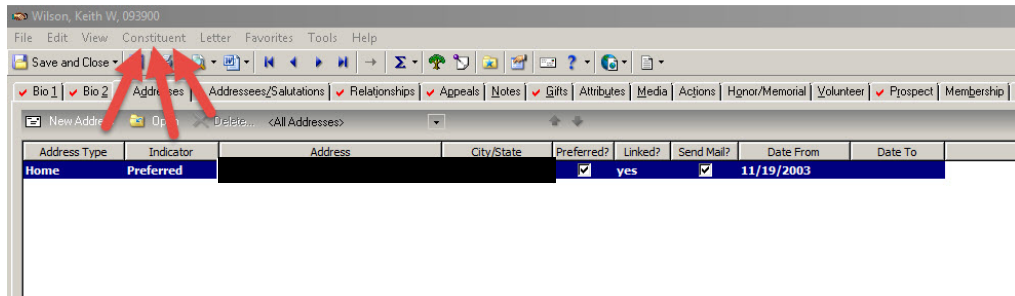 Wilson, Keith W, 093900
File Edit View Constituent Letter Favorites Tools Help
Save and Close
Bio 1 Bio 2 Addresses Addressees/Salutations Relationships Appeals Notes Gifts Attributes Media Actions Honor/Memorial Volunteer Prospect Membership
New Addre Open Delete... <All Addresses>
Address Type Indicator Address City/State Preferred? Linked? Send Mail? Date From Date To
Home Preferred yes 11/19/2003